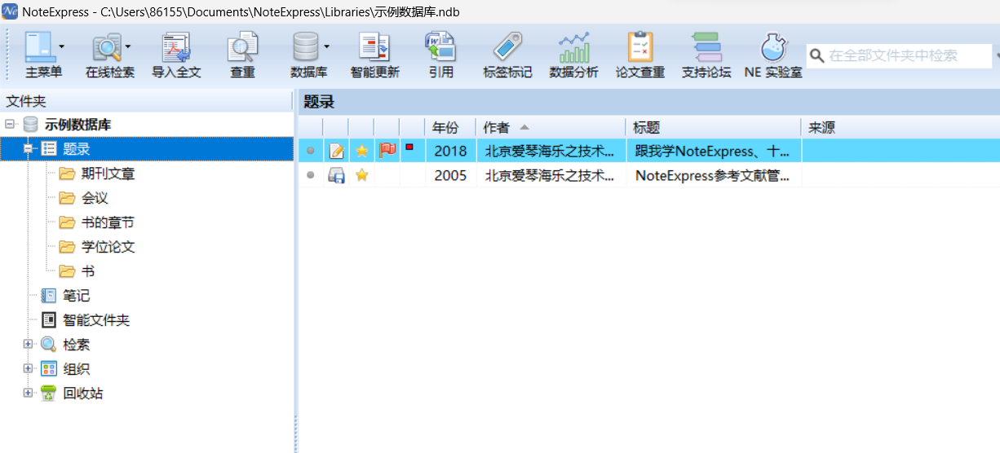 NoteExpress - C:\Users\86155\Documents\NoteExpress\Libraries\示例数据库.ndb
主菜单 在线检索 导入全文 查重 数据库 智能更新 引用 标签标记 数据分析 论文查重 支持论坛 NE 实验室 在全部文件夹中检索
文件夹
示例数据库
题录
期刊文章
会议
书的章节
学位论文
书
笔记
智能文件夹
检索
组织
回收站
题录
年份 作者 标题 来源
2018 北京爱琴海乐之技术... 跟我学NoteExpress、十...
2005 北京爱琴海乐之技术... NoteExpress参考文献管...